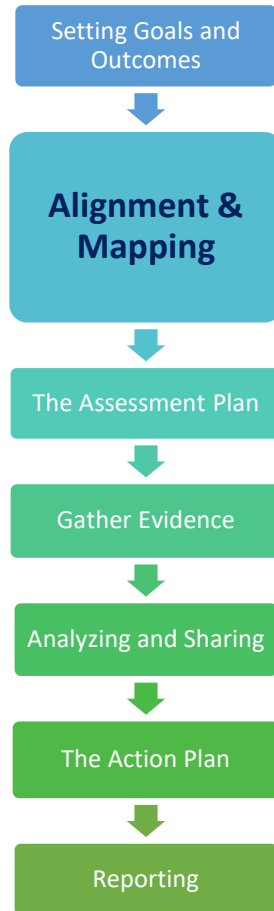 Setting Goals and
Outcomes
Alignment &
Mapping
The Assessment Plan
Gather Evidence
Analyzing and Sharing
The Action Plan
Reporting